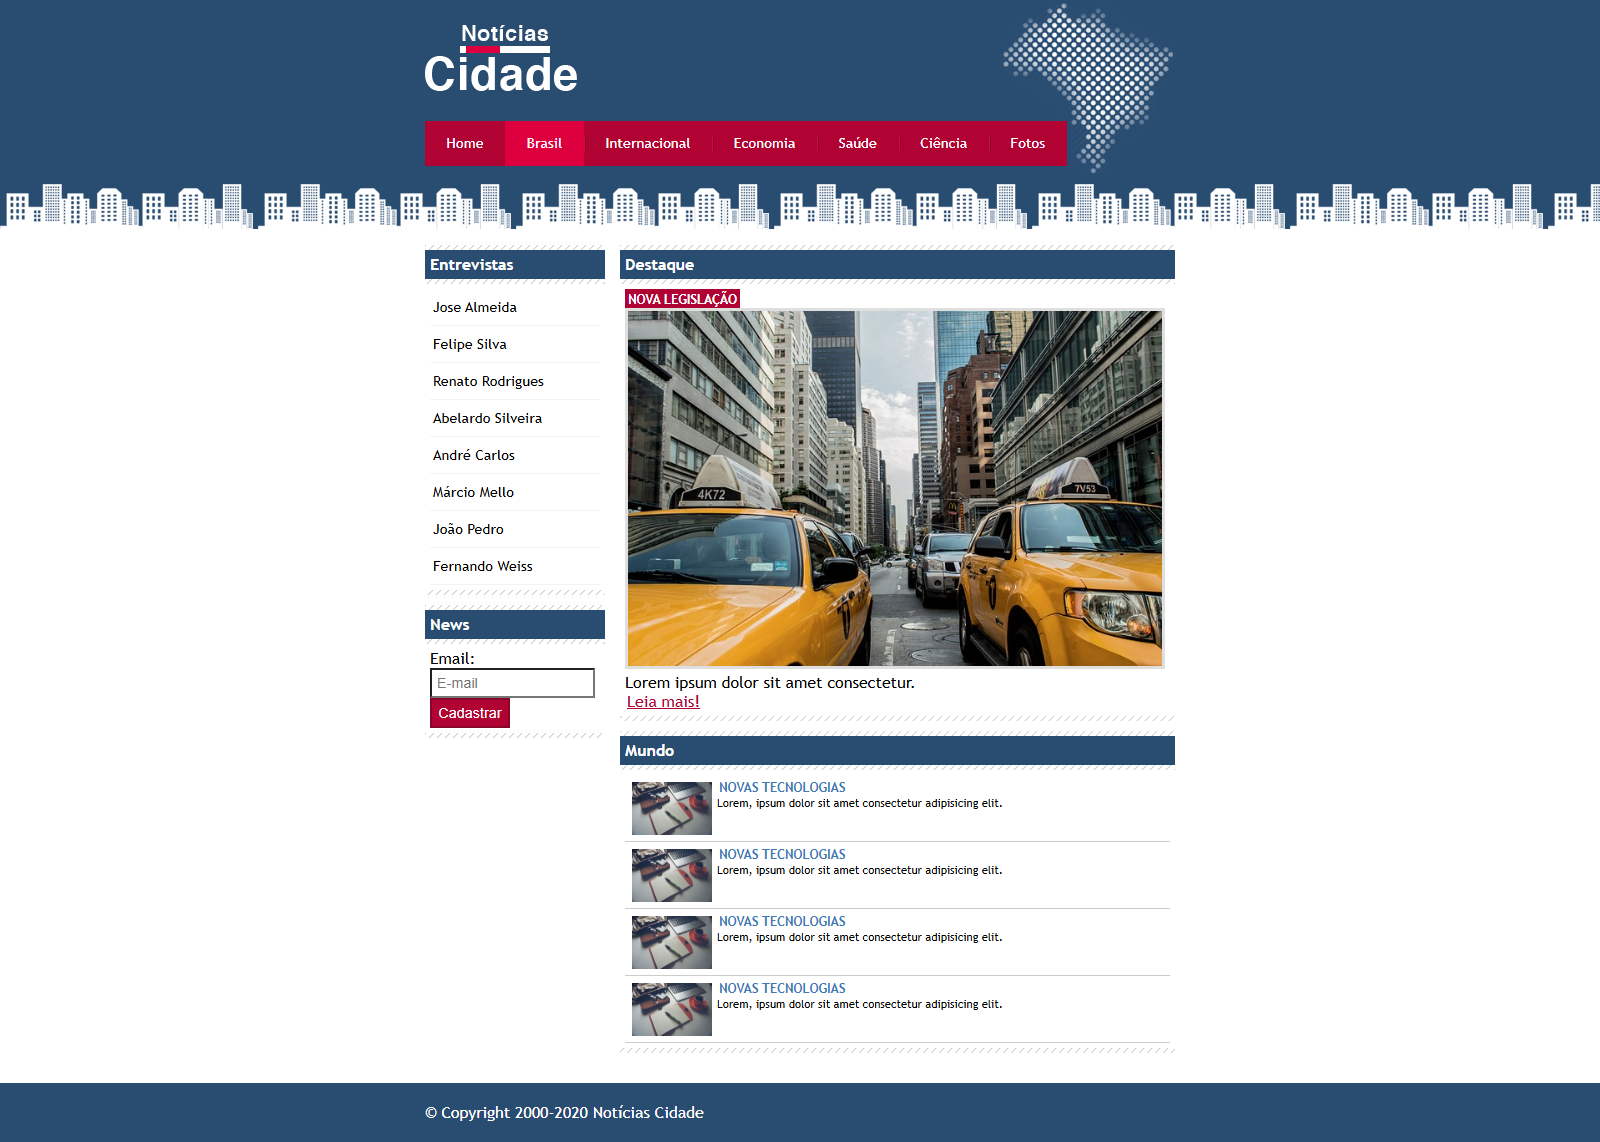 Notícias
Cidade
Home Brasil Internacional Economia Saúde Ciência Fotos
Entrevistas
Jose Almeida
Felipe Silva
Renato Rodrigues
Abelardo Silveira
André Carlos
Márcio Mello
João Pedro
Fernando Weiss
News
Email:
E-mail
Cadastrar
Destaque
NOVA LEGISLAÇÃO
4K72
7V53
Lorem ipsum dolor sit amet consectetur.
Leia mais!
Mundo
NOVAS TECNOLOGIAS
Lorem, ipsum dolor sit amet consectetur adipisicing elit.
NOVAS TECNOLOGIAS
Lorem, ipsum dolor sit amet consectetur adipisicing elit.
NOVAS TECNOLOGIAS
Lorem, ipsum dolor sit amet consectetur adipisicing elit.
NOVAS TECNOLOGIAS
Lorem, ipsum dolor sit amet consectetur adipisicing elit.
© Copyright 2000-2020 Notícias Cidade